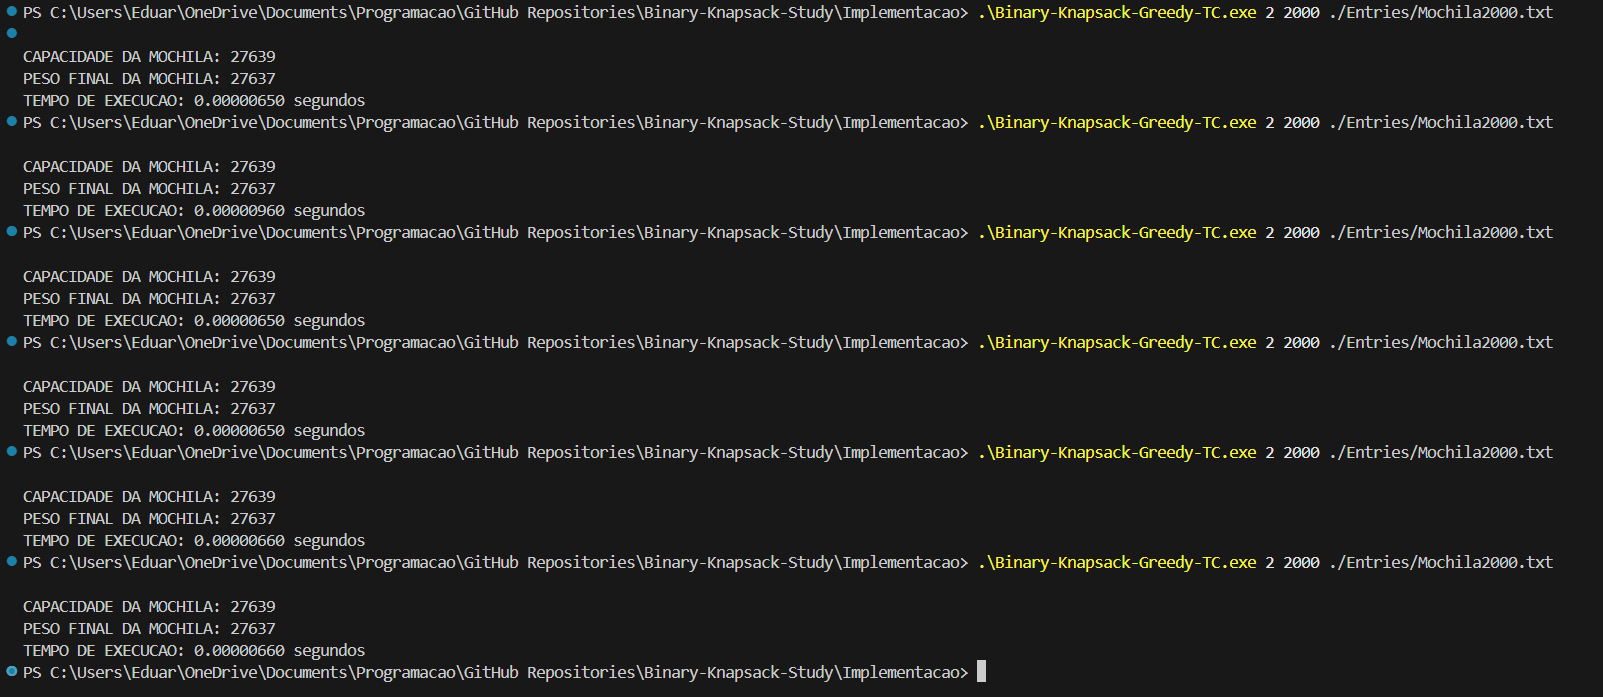 PS C:\Users\Eduar\OneDrive\Documents\Programacao\GitHub Repositories\Binary-Knapsack-Study\Implementacao> .\Binary-Knapsack-Greedy-TC.exe 2 2000 ./Entries/Mochila2000.txt
CAPACIDADE DA MOCHILA: 27639
PESO FINAL DA MOCHILA: 27637
TEMPO DE EXECUCAO: 0.00000650 segundos
PS C:\Users\Eduar\OneDrive\Documents\Programacao\GitHub Repositories\Binary-Knapsack-Study\Implementacao> .\Binary-Knapsack-Greedy-TC.exe 2 2000 ./Entries/Mochila2000.txt
CAPACIDADE DA MOCHILA: 27639
PESO FINAL DA MOCHILA: 27637
TEMPO DE EXECUCAO: 0.00000960 segundos
PS C:\Users\Eduar\OneDrive\Documents\Programacao\GitHub Repositories\Binary-Knapsack-Study\Implementacao> .\Binary-Knapsack-Greedy-TC.exe 2 2000 ./Entries/Mochila2000.txt
CAPACIDADE DA MOCHILA: 27639
PESO FINAL DA MOCHILA: 27637
TEMPO DE EXECUCAO: 0.00000650 segundos
PS C:\Users\Eduar\OneDrive\Documents\Programacao\GitHub Repositories\Binary-Knapsack-Study\Implementacao> .\Binary-Knapsack-Greedy-TC.exe 2 2000 ./Entries/Mochila2000.txt
CAPACIDADE DA MOCHILA: 27639
PESO FINAL DA MOCHILA: 27637
TEMPO DE EXECUCAO: 0.00000650 segundos
PS C:\Users\Eduar\OneDrive\Documents\Programacao\GitHub Repositories\Binary-Knapsack-Study\Implementacao> .\Binary-Knapsack-Greedy-TC.exe 2 2000 ./Entries/Mochila2000.txt
CAPACIDADE DA MOCHILA: 27639
PESO FINAL DA MOCHILA: 27637
TEMPO DE EXECUCAO: 0.00000660 segundos
PS C:\Users\Eduar\OneDrive\Documents\Programacao\GitHub Repositories\Binary-Knapsack-Study\Implementacao> .\Binary-Knapsack-Greedy-TC.exe 2 2000 ./Entries/Mochila2000.txt
CAPACIDADE DA MOCHILA: 27639
PESO FINAL DA MOCHILA: 27637
TEMPO DE EXECUCAO: 0.00000660 segundos
PS C:\Users\Eduar\OneDrive\Documents\Programacao\GitHub Repositories\Binary-Knapsack-Study\Implementacao>